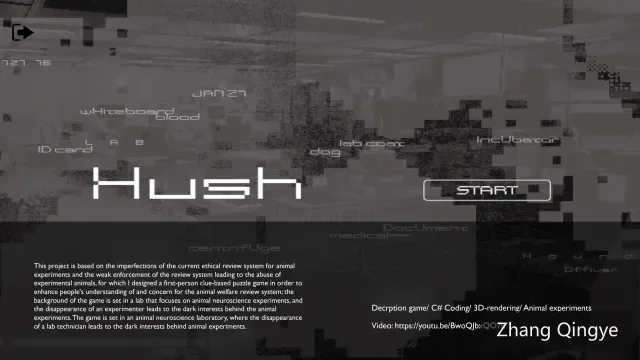 JAN 27
whiteboard
blood
LAB
ID card
lab coat
dog
Incubator
Hush
START
Document
medical
centrifuge
Hound
Officer
This project is based on the imperfections of the current ethical review system for animal
experiments and the weak enforcement of the review system leading to the abuse of
experimental animals, for which I designed a first-person clue-based puzzle game in order to
enhance people's understanding of and concern for the animal welfare review system; the
background of the game is set in a lab that focuses on animal neuroscience experiments, and
the disappearance of an experimenter leads to the dark interests behind the animal
experiments. The game is set in an animal neuroscience laboratory, where the disappearance
of a lab technician leads to the dark interests behind animal experiments.
Decrption game/ C# Coding/ 3D-rendering/ Animal experiments
Video:
Zhang Qingye